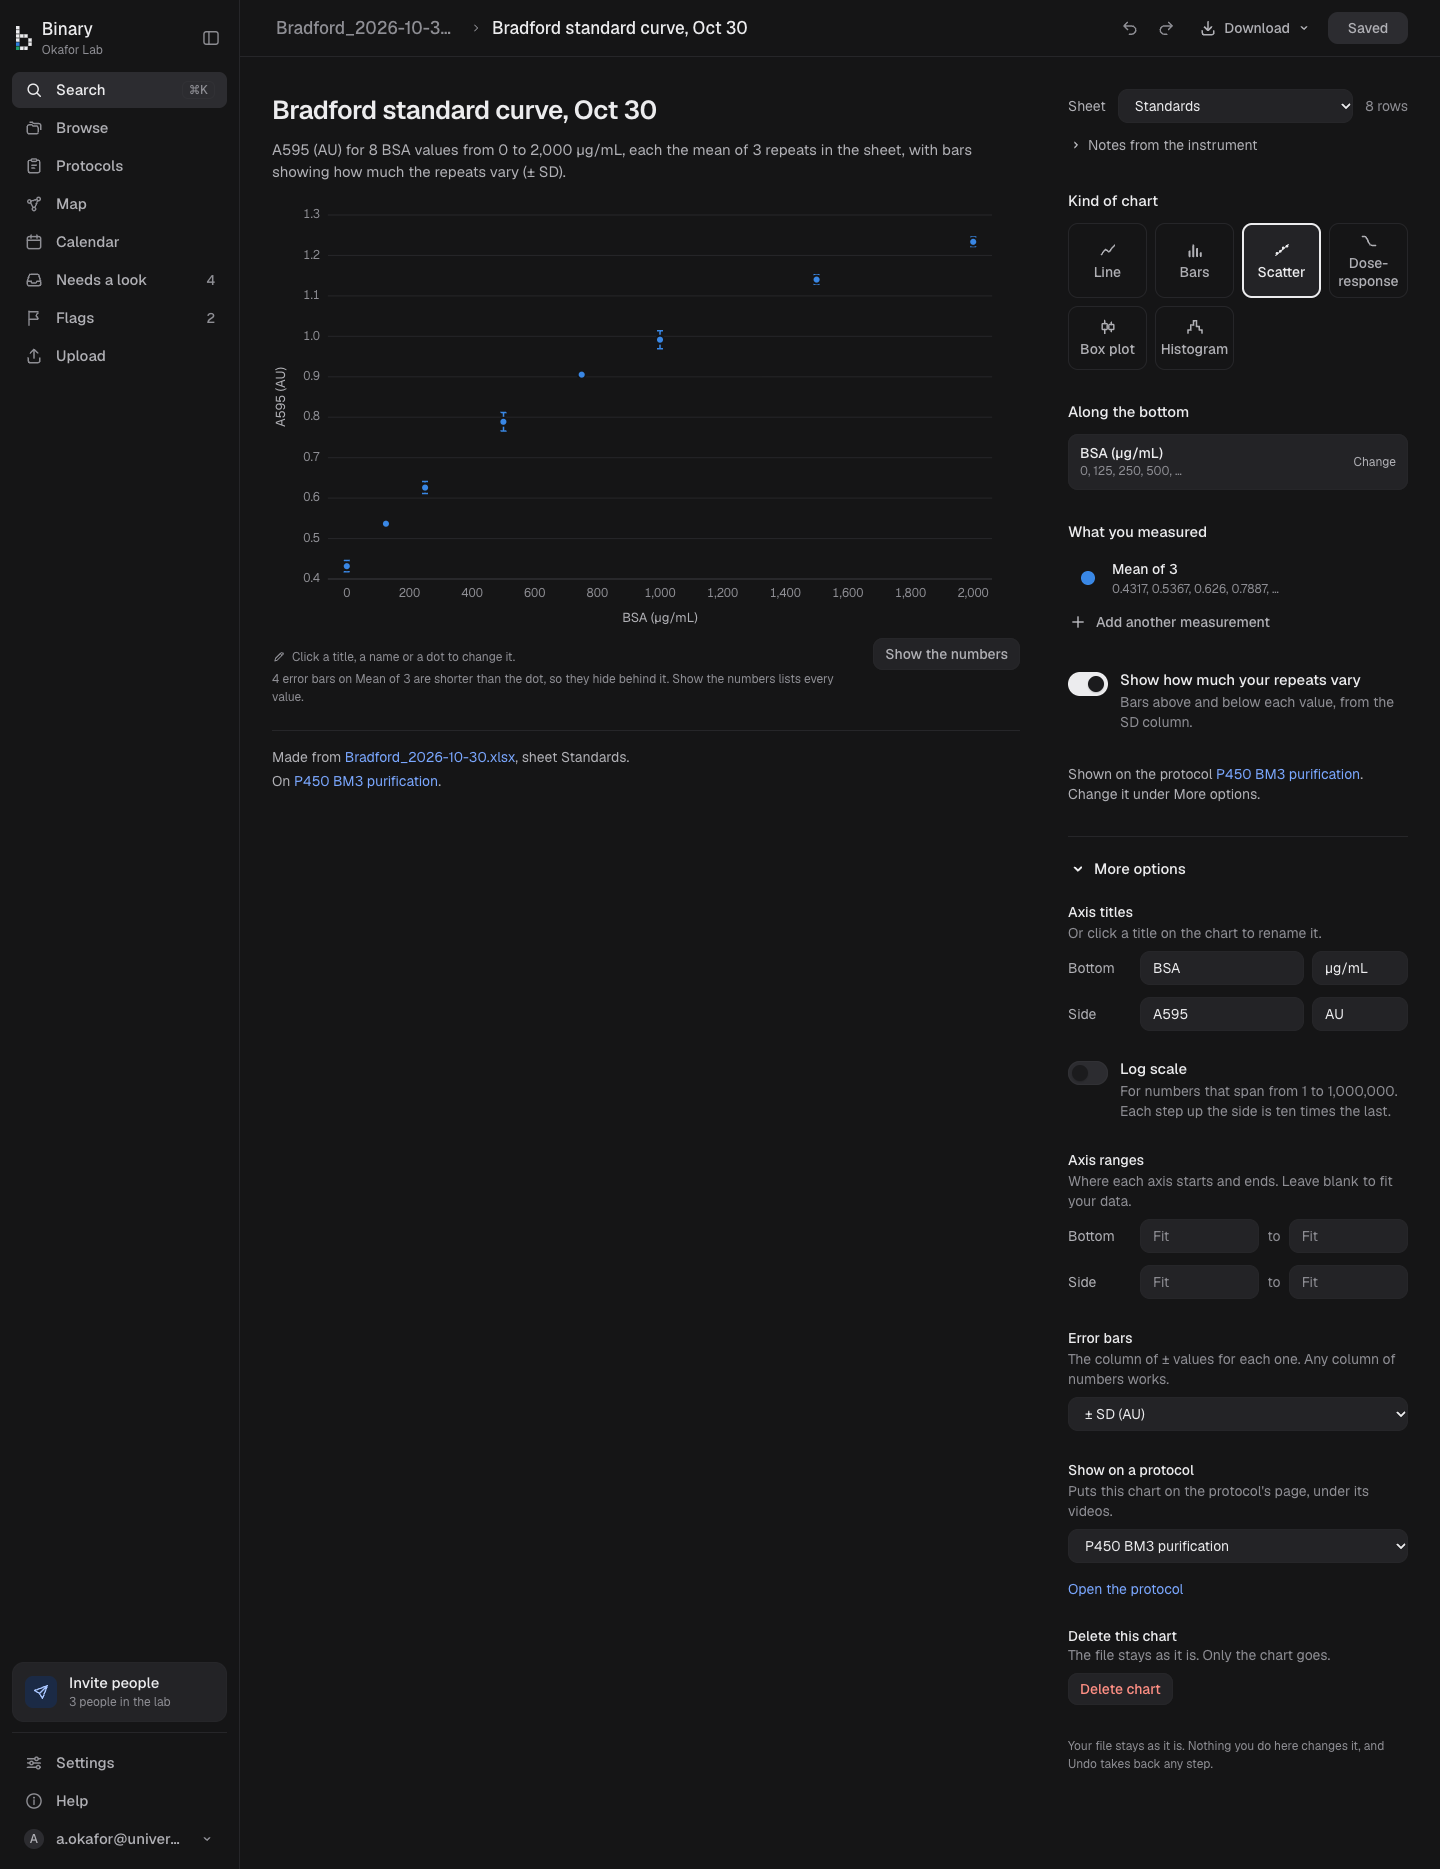 Binary
Okafor Lab
Search ⌘K
Browse
Protocols
Map
Calendar
Needs a look 4
Flags 2
Upload
Invite people
3 people in the lab
Settings
Help
A a.okafor@univer...
Bradford_2026-10-3... › Bradford standard curve, Oct 30
Download
Saved
Bradford standard curve, Oct 30
A595 (AU) for 8 BSA values from 0 to 2,000 µg/mL, each the mean of 3 repeats in the sheet, with bars
showing how much the repeats vary (± SD).
1.3
1.2
1.1
1.0
0.9
0.8
0.7
0.6
0.5
0.4
A595 (AU)
0 200 400 600 800 1,000 1,200 1,400 1,600 1,800 2,000
BSA (µg/mL)
Click a title, a name or a dot to change it.
4 error bars on Mean of 3 are shorter than the dot, so they hide behind it. Show the numbers lists every
value.
Show the numbers
Made from Bradford_2026-10-30.xlsx, sheet Standards.
On P450 BM3 purification.
Sheet Standards 8 rows
Notes from the instrument
Kind of chart
Line
Bars
Scatter
Dose-
response
Box plot
Histogram
Along the bottom
BSA (µg/mL)
0, 125, 250, 500, ...
Change
What you measured
Mean of 3
0.4317, 0.5367, 0.626, 0.7887, ...
Add another measurement
Show how much your repeats vary
Bars above and below each value, from the
SD column.
Shown on the protocol P450 BM3 purification.
Change it under More options.
More options
Axis titles
Or click a title on the chart to rename it.
Bottom BSA µg/mL
Side A595 AU
Log scale
For numbers that span from 1 to 1,000,000.
Each step up the side is ten times the last.
Axis ranges
Where each axis starts and ends. Leave blank to fit
your data.
Bottom Fit to Fit
Side Fit to Fit
Error bars
The column of ± values for each one. Any column of
numbers works.
± SD (AU)
Show on a protocol
Puts this chart on the protocol's page, under its
videos.
P450 BM3 purification
Open the protocol
Delete this chart
The file stays as it is. Only the chart goes.
Delete chart
Your file stays as it is. Nothing you do here changes it, and
Undo takes back any step.